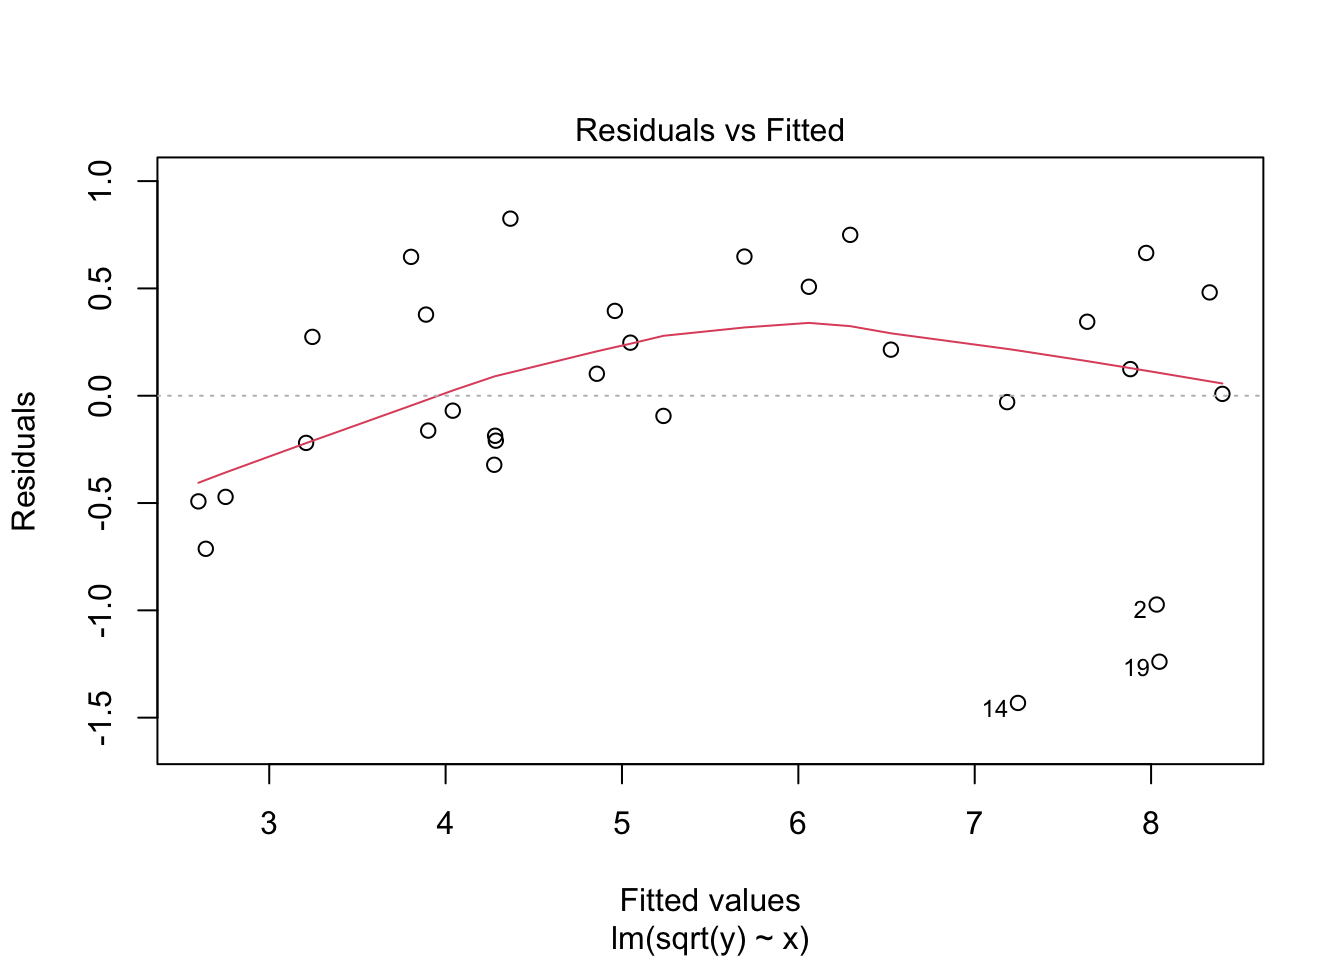 Residuals vs Fitted
Residuals
1.0
0.5
0.0
-0.5
-1.0
-1.5
2
19
14
3 4 5 6 7 8
Fitted values
lm(sqrt(y) ~ x)